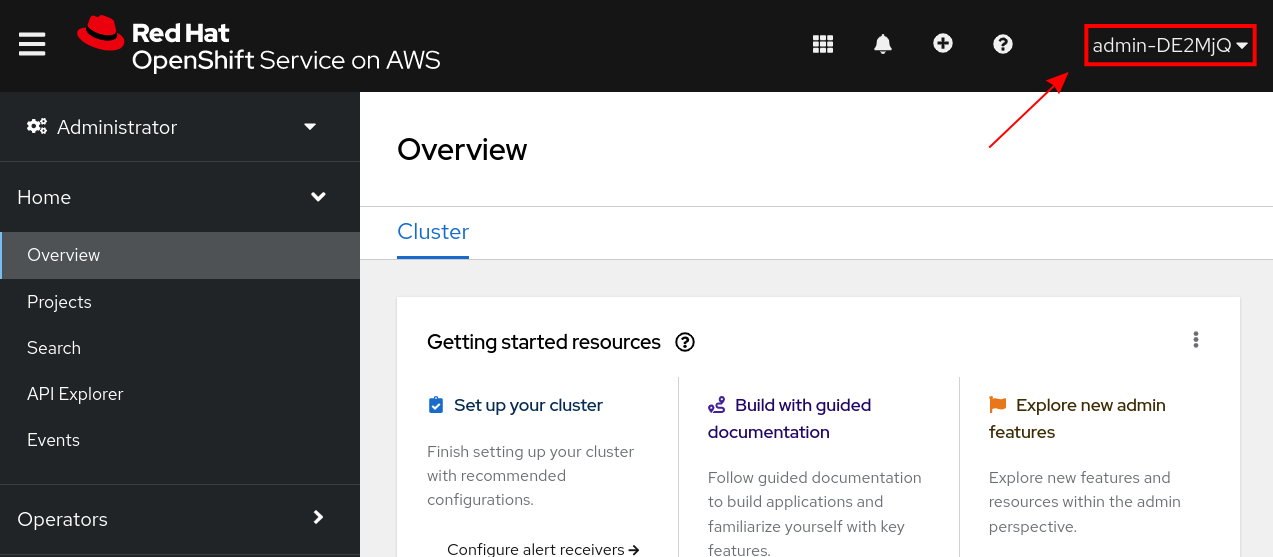 Red Hat
OpenShift Service on AWS
admin-DE2MjQ
Administrator
Home
Overview
Projects
Search
API Explorer
Events
Operators
Overview
Cluster
Getting started resources
Set up your cluster
Finish setting up your cluster
with recommended
configurations.
Configure alert receivers
Build with guided
documentation
Follow guided documentation
to build applications and
familiarize yourself with key
features.
Explore new admin
features
Explore new features and
resources within the admin
perspective.